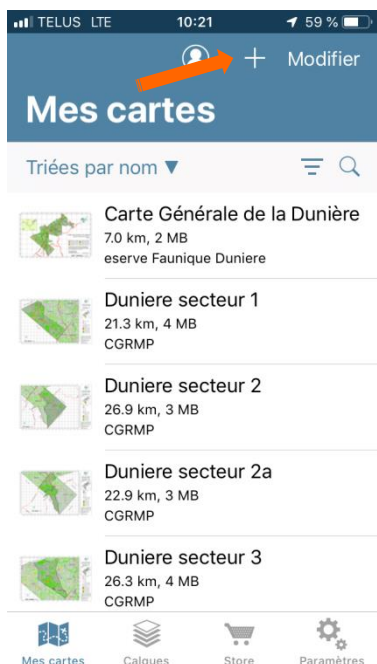 TELUS LTE 10:21 59 %
Modifier
Mes cartes
Triées par nom ▼
Carte Générale de la Dunière
7.0 km, 2 MB
eserve Faunique Duniere
Duniere secteur 1
21.3 km, 4 MB
CGRMP
Duniere secteur 2
26.9 km, 3 MB
CGRMP
Duniere secteur 2a
22.9 km, 3 MB
CGRMP
Duniere secteur 3
26.3 km, 4 MB
CGRMP
Mes cartes Calques Store Paramètres